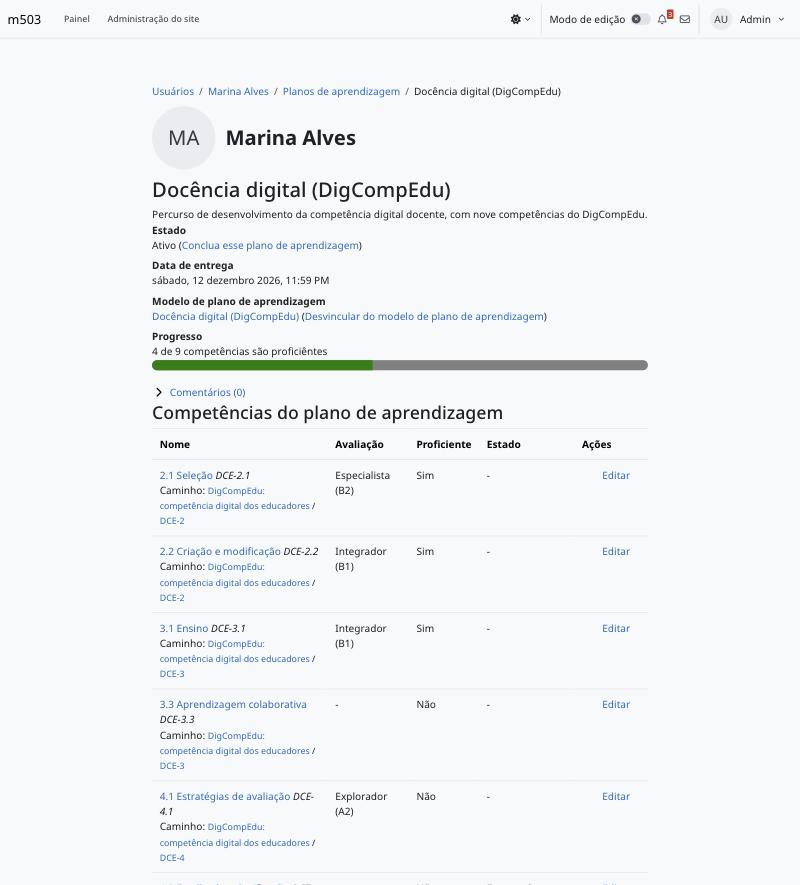 m503
Painel
Administração do site
Modo de edição
3
AU
Admin
Usuários / Marina Alves / Planos de aprendizagem / Docência digital (DigCompEdu)
MA
Marina Alves
Docência digital (DigCompEdu)
Percurso de desenvolvimento da competência digital docente, com nove competências do DigCompEdu.
Estado
Ativo (Conclua esse plano de aprendizagem)
Data de entrega
sábado, 12 dezembro 2026, 11:59 PM
Modelo de plano de aprendizagem
Docência digital (DigCompEdu) (Desvincular do modelo de plano de aprendizagem)
Progresso
4 de 9 competências são proficiêntes
Comentários (0)
Competências do plano de aprendizagem
Nome Avaliação Proficiente Estado Ações
2.1 Seleção DCE-2.1 Especialista Sim - Editar
Caminho: DigCompEdu: (B2)
competência digital dos educadores /
DCE-2
2.2 Criação e modificação DCE-2.2 Integrador Sim - Editar
Caminho: DigCompEdu: (B1)
competência digital dos educadores /
DCE-2
3.1 Ensino DCE-3.1 Integrador Sim - Editar
Caminho: DigCompEdu: (B1)
competência digital dos educadores /
DCE-3
3.3 Aprendizagem colaborativa - Não - Editar
DCE-3.3
Caminho: DigCompEdu:
competência digital dos educadores /
DCE-3
4.1 Estratégias de avaliação DCE- Explorador Não - Editar
4.1 (A2)
Caminho: DigCompEdu:
competência digital dos educadores /
DCE-4